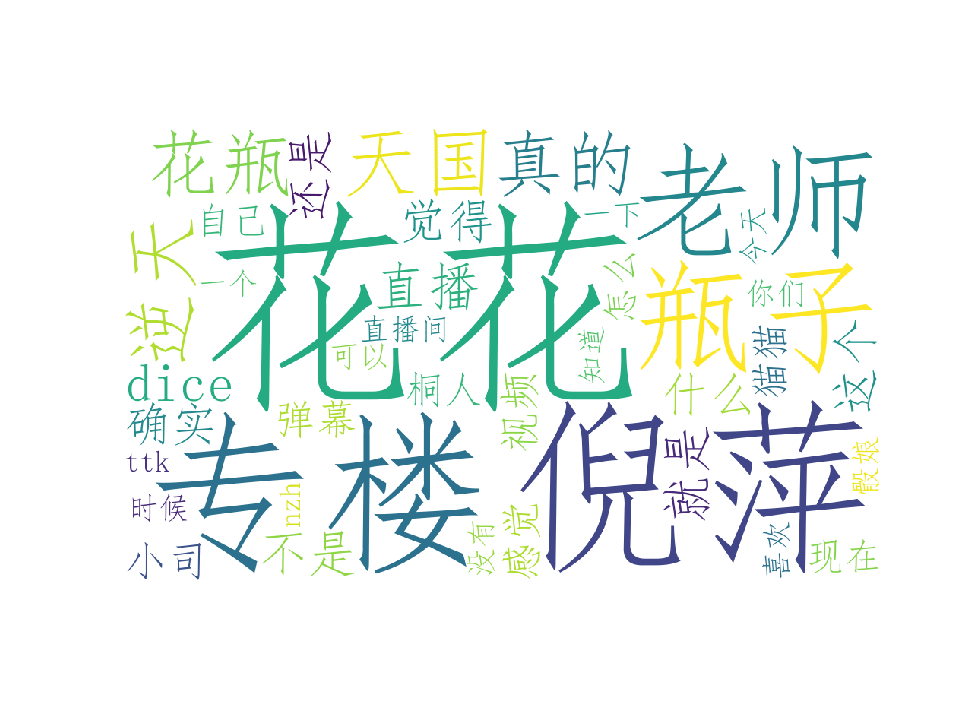 花瓶
还是
天国
真的
老师
自己
觉得
一下
今天
逆天
花花
一个
直播
怎么
瓶子
你们
直播间
可以
知道
猫猫
这个
dice
桐人
视频
什么
确实
弹幕
专楼
倪萍
就是
ttk
骰娘
时候
nzh
小司
不是
没有
感觉
喜欢
现在